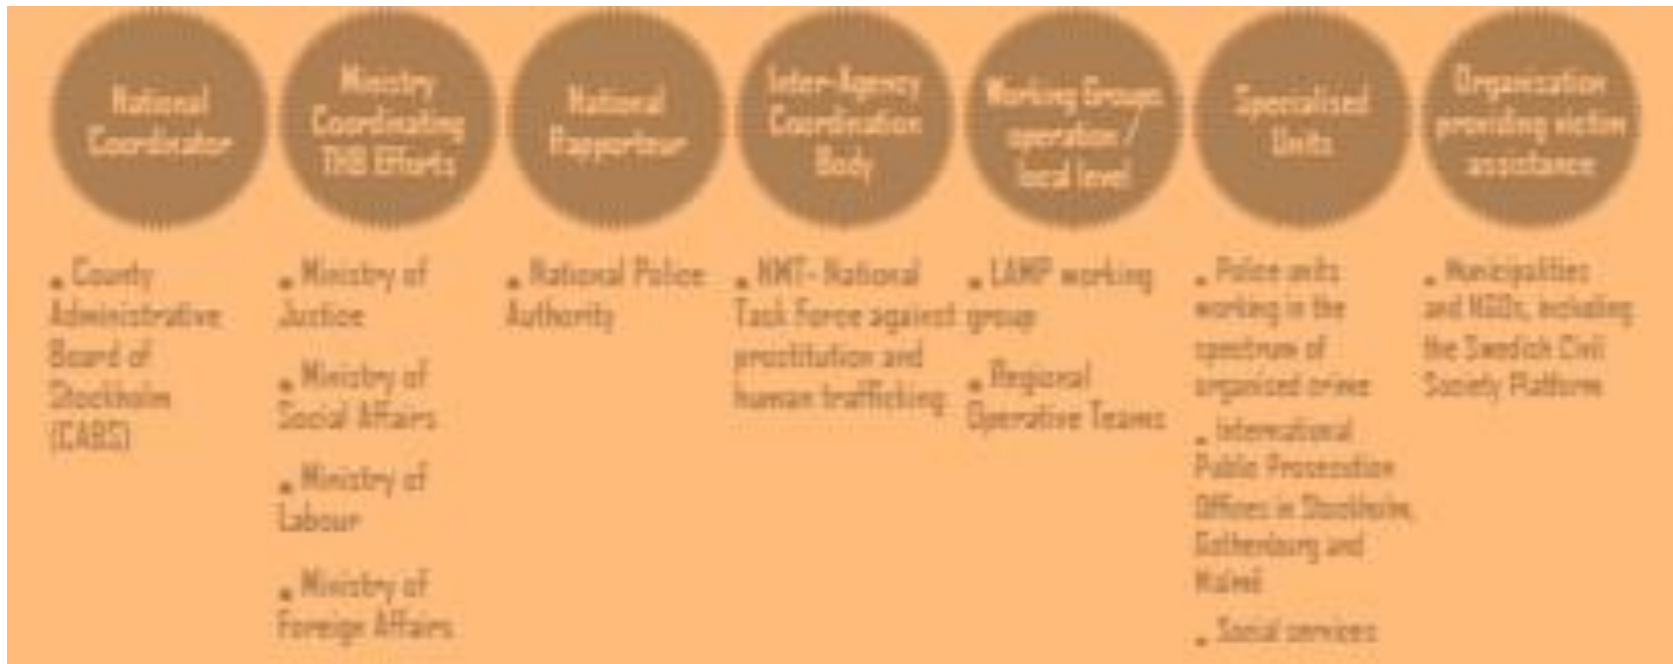 National
Coordinator
Ministry
Coordinating
THB Efforts
National
Rapporteur
Inter-Agency
Coordination
Body
Working Groups
operation /
local level
Specialised
Units
Organisation
providing victim
assistance
. County
Administrative
Board of
Stockholm
(CABS)
. Ministry of
Justice
. Ministry of
Social Affairs
. Ministry of
Labour
. Ministry of
Foreign Affairs
. National Police
Authority
. NMT- National
Task Force against
prostitution and
human trafficking
. LAMP working
group
. Regional
Operative Teams
. Police units
working in the
spectrum of
organised crime
. International
Public Prosecution
Offices in Stockholm,
Gothenburg and
Malmö
. Social services
. Municipalities
and NGOs, including
the Swedish Civil
Society Platform